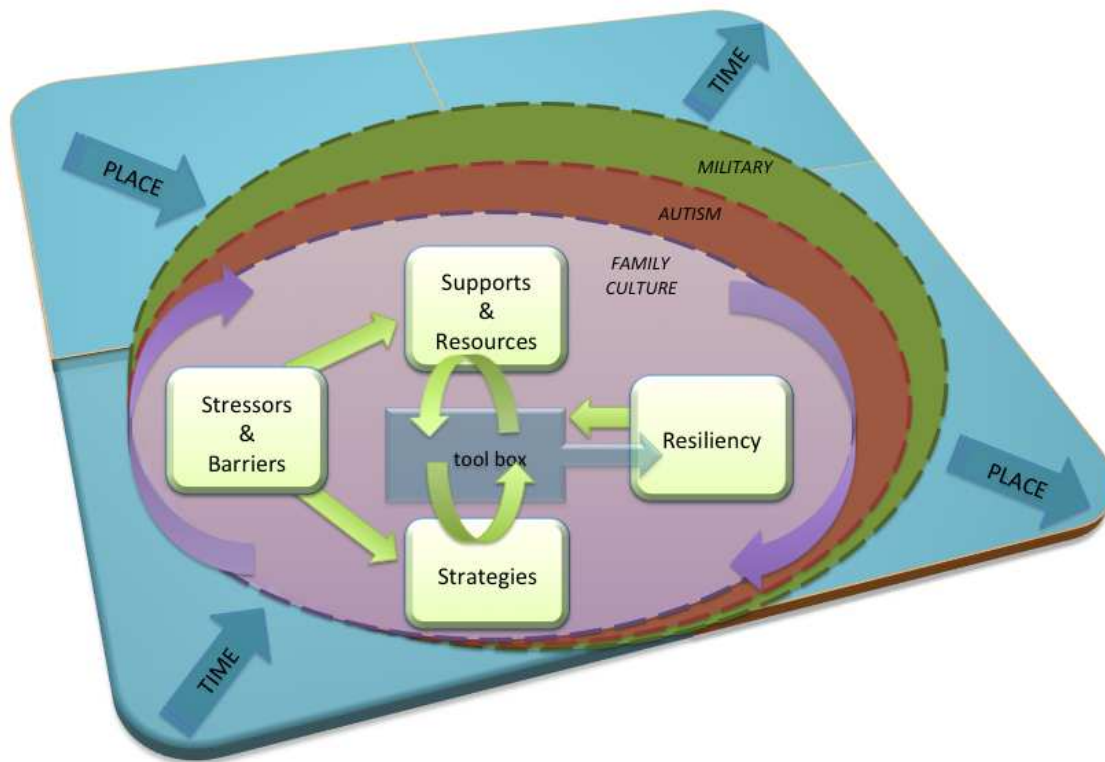 TIME
PLACE
MILITARY
AUTISM
FAMILY
CULTURE
Supports
&
Resources
Stressors
&
Barriers
tool box
Resiliency
PLACE
Strategies
TIME